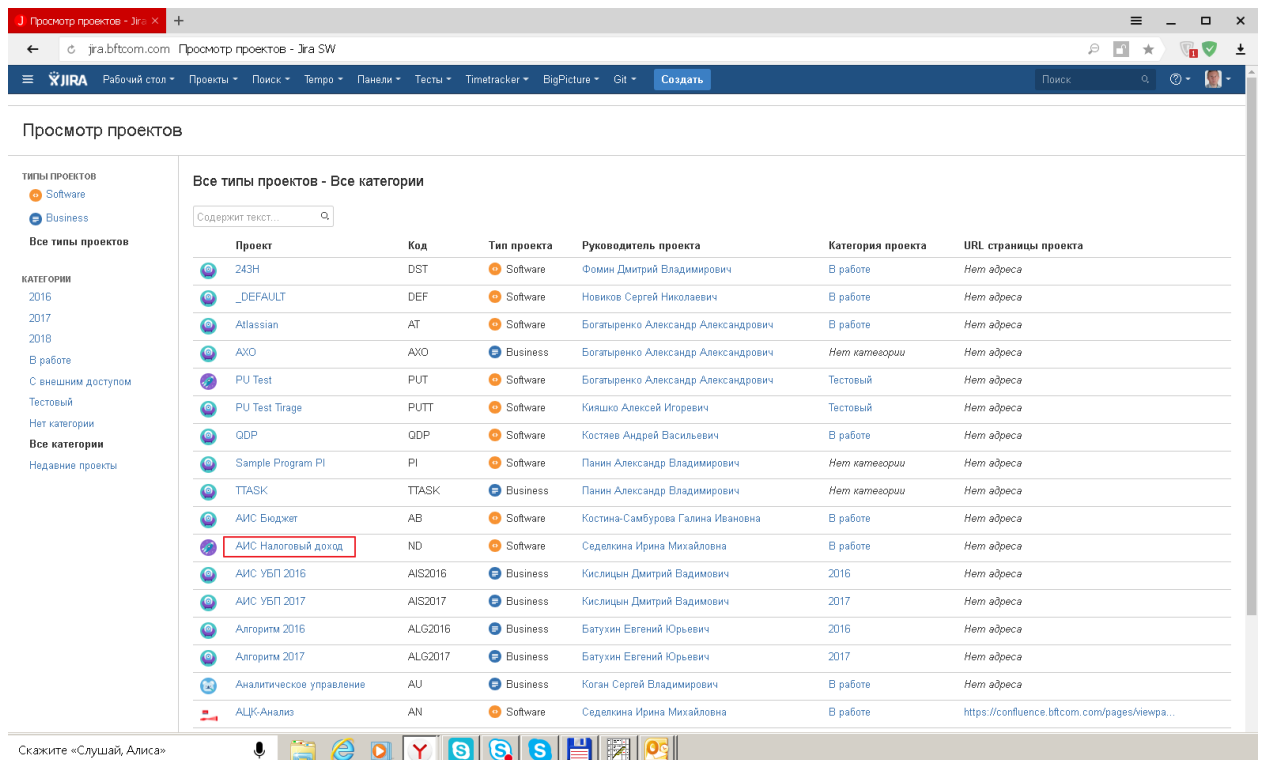 Просмотр проектов - Jira
jira.bftcom.com Просмотр проектов - Jira SW
JIRA Рабочий стол Проекты Поиск Tempo Панели Тесты Timetracker BigPicture Git Создать Поиск
Просмотр проектов
ТИПЫ ПРОЕКТОВ
Software
Business
Все типы проектов
КАТЕГОРИИ
2016
2017
2018
В работе
С внешним доступом
Тестовый
Нет категории
Все категории
Недавние проекты
Все типы проектов - Все категории
Содержит текст...
Проект Код Тип проекта Руководитель проекта Категория проекта URL страницы проекта
243Н DST Software Фомин Дмитрий Владимирович В работе Нет адреса
_DEFAULT DEF Software Новиков Сергей Николаевич В работе Нет адреса
Atlassian AT Software Богатыренко Александр Александрович В работе Нет адреса
AXO AXO Business Богатыренко Александр Александрович Нет категории Нет адреса
PU Test PUT Software Богатыренко Александр Александрович Тестовый Нет адреса
PU Test Tirage PUTT Software Кияшко Алексей Игоревич Тестовый Нет адреса
QDP QDP Software Костяев Андрей Васильевич В работе Нет адреса
Sample Program PI PI Software Панин Александр Владимирович Нет категории Нет адреса
TTASK TTASK Business Панин Александр Владимирович Нет категории Нет адреса
АИС Бюджет AB Software Костина-Самбурова Галина Ивановна В работе Нет адреса
АИС Налоговый доход ND Software Седелкина Ирина Михайловна В работе Нет адреса
АИС УБП 2016 AIS2016 Business Кислицын Дмитрий Вадимович 2016 Нет адреса
АИС УБП 2017 AIS2017 Business Кислицын Дмитрий Вадимович 2017 Нет адреса
Алгоритм 2016 ALG2016 Business Батухин Евгений Юрьевич 2016 Нет адреса
Алгоритм 2017 ALG2017 Business Батухин Евгений Юрьевич 2017 Нет адреса
Аналитическое управление AU Business Коган Сергей Владимирович В работе Нет адреса
АЦК-Анализ AN Software Седелкина Ирина Михайловна В работе https://confluence.bftcom.com/pages/viewpa...
Скажите «Слушай, Алиса»